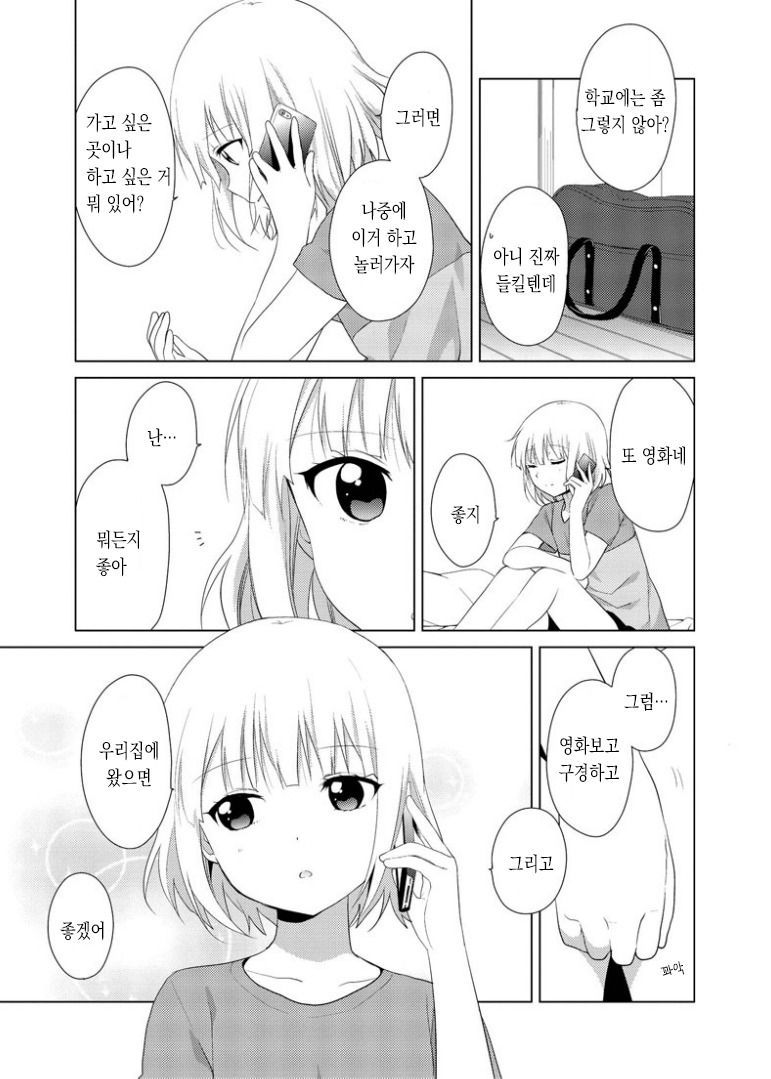 학교에는 좀
그렇지 않아?
아니 진짜
들킬텐데
그러면
나중에
이거 하고
놀러가자
가고 싶은
곳이나
하고 싶은 거
뭐 있어?
또 영화네
좋지
난…
뭐든지
좋아
그럼…
영화보고
구경하고
그리고
꽈악
우리집에
왔으면
좋겠어